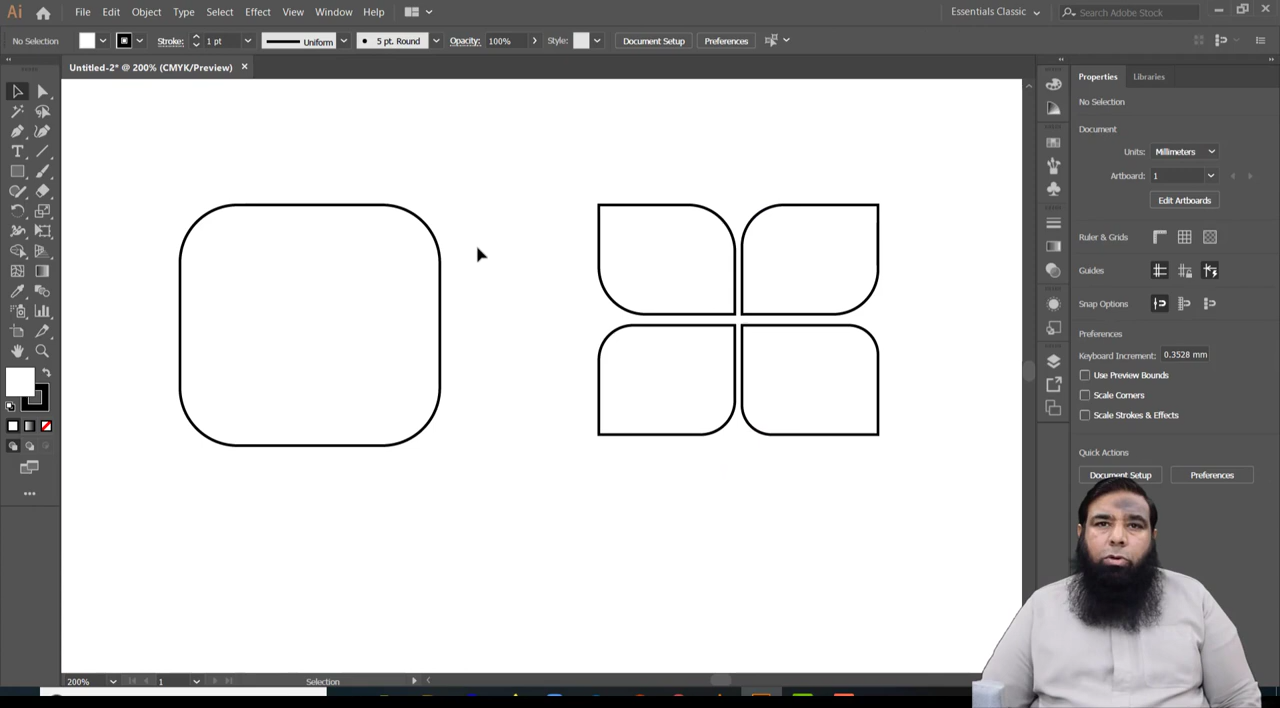 Ai File Edit Object Type Select Effect View Window Help Essentials Classic Search Adobe Stock
No Selection Stroke: 1 pt Uniform 5 pt. Round Opacity: 100% Style: Document Setup Preferences
Untitled-2* @ 200% (CMYK/Preview)
Properties Libraries
No Selection
Document
Units: Millimeters
Artboard: 1
Edit Artboards
Ruler & Grids
Guides
Snap Options
Preferences
Keyboard Increment: 0.3528 mm
Use Preview Bounds
Scale Corners
Scale Strokes & Effects
Quick Actions
Document Setup Preferences
200% 1 Selection